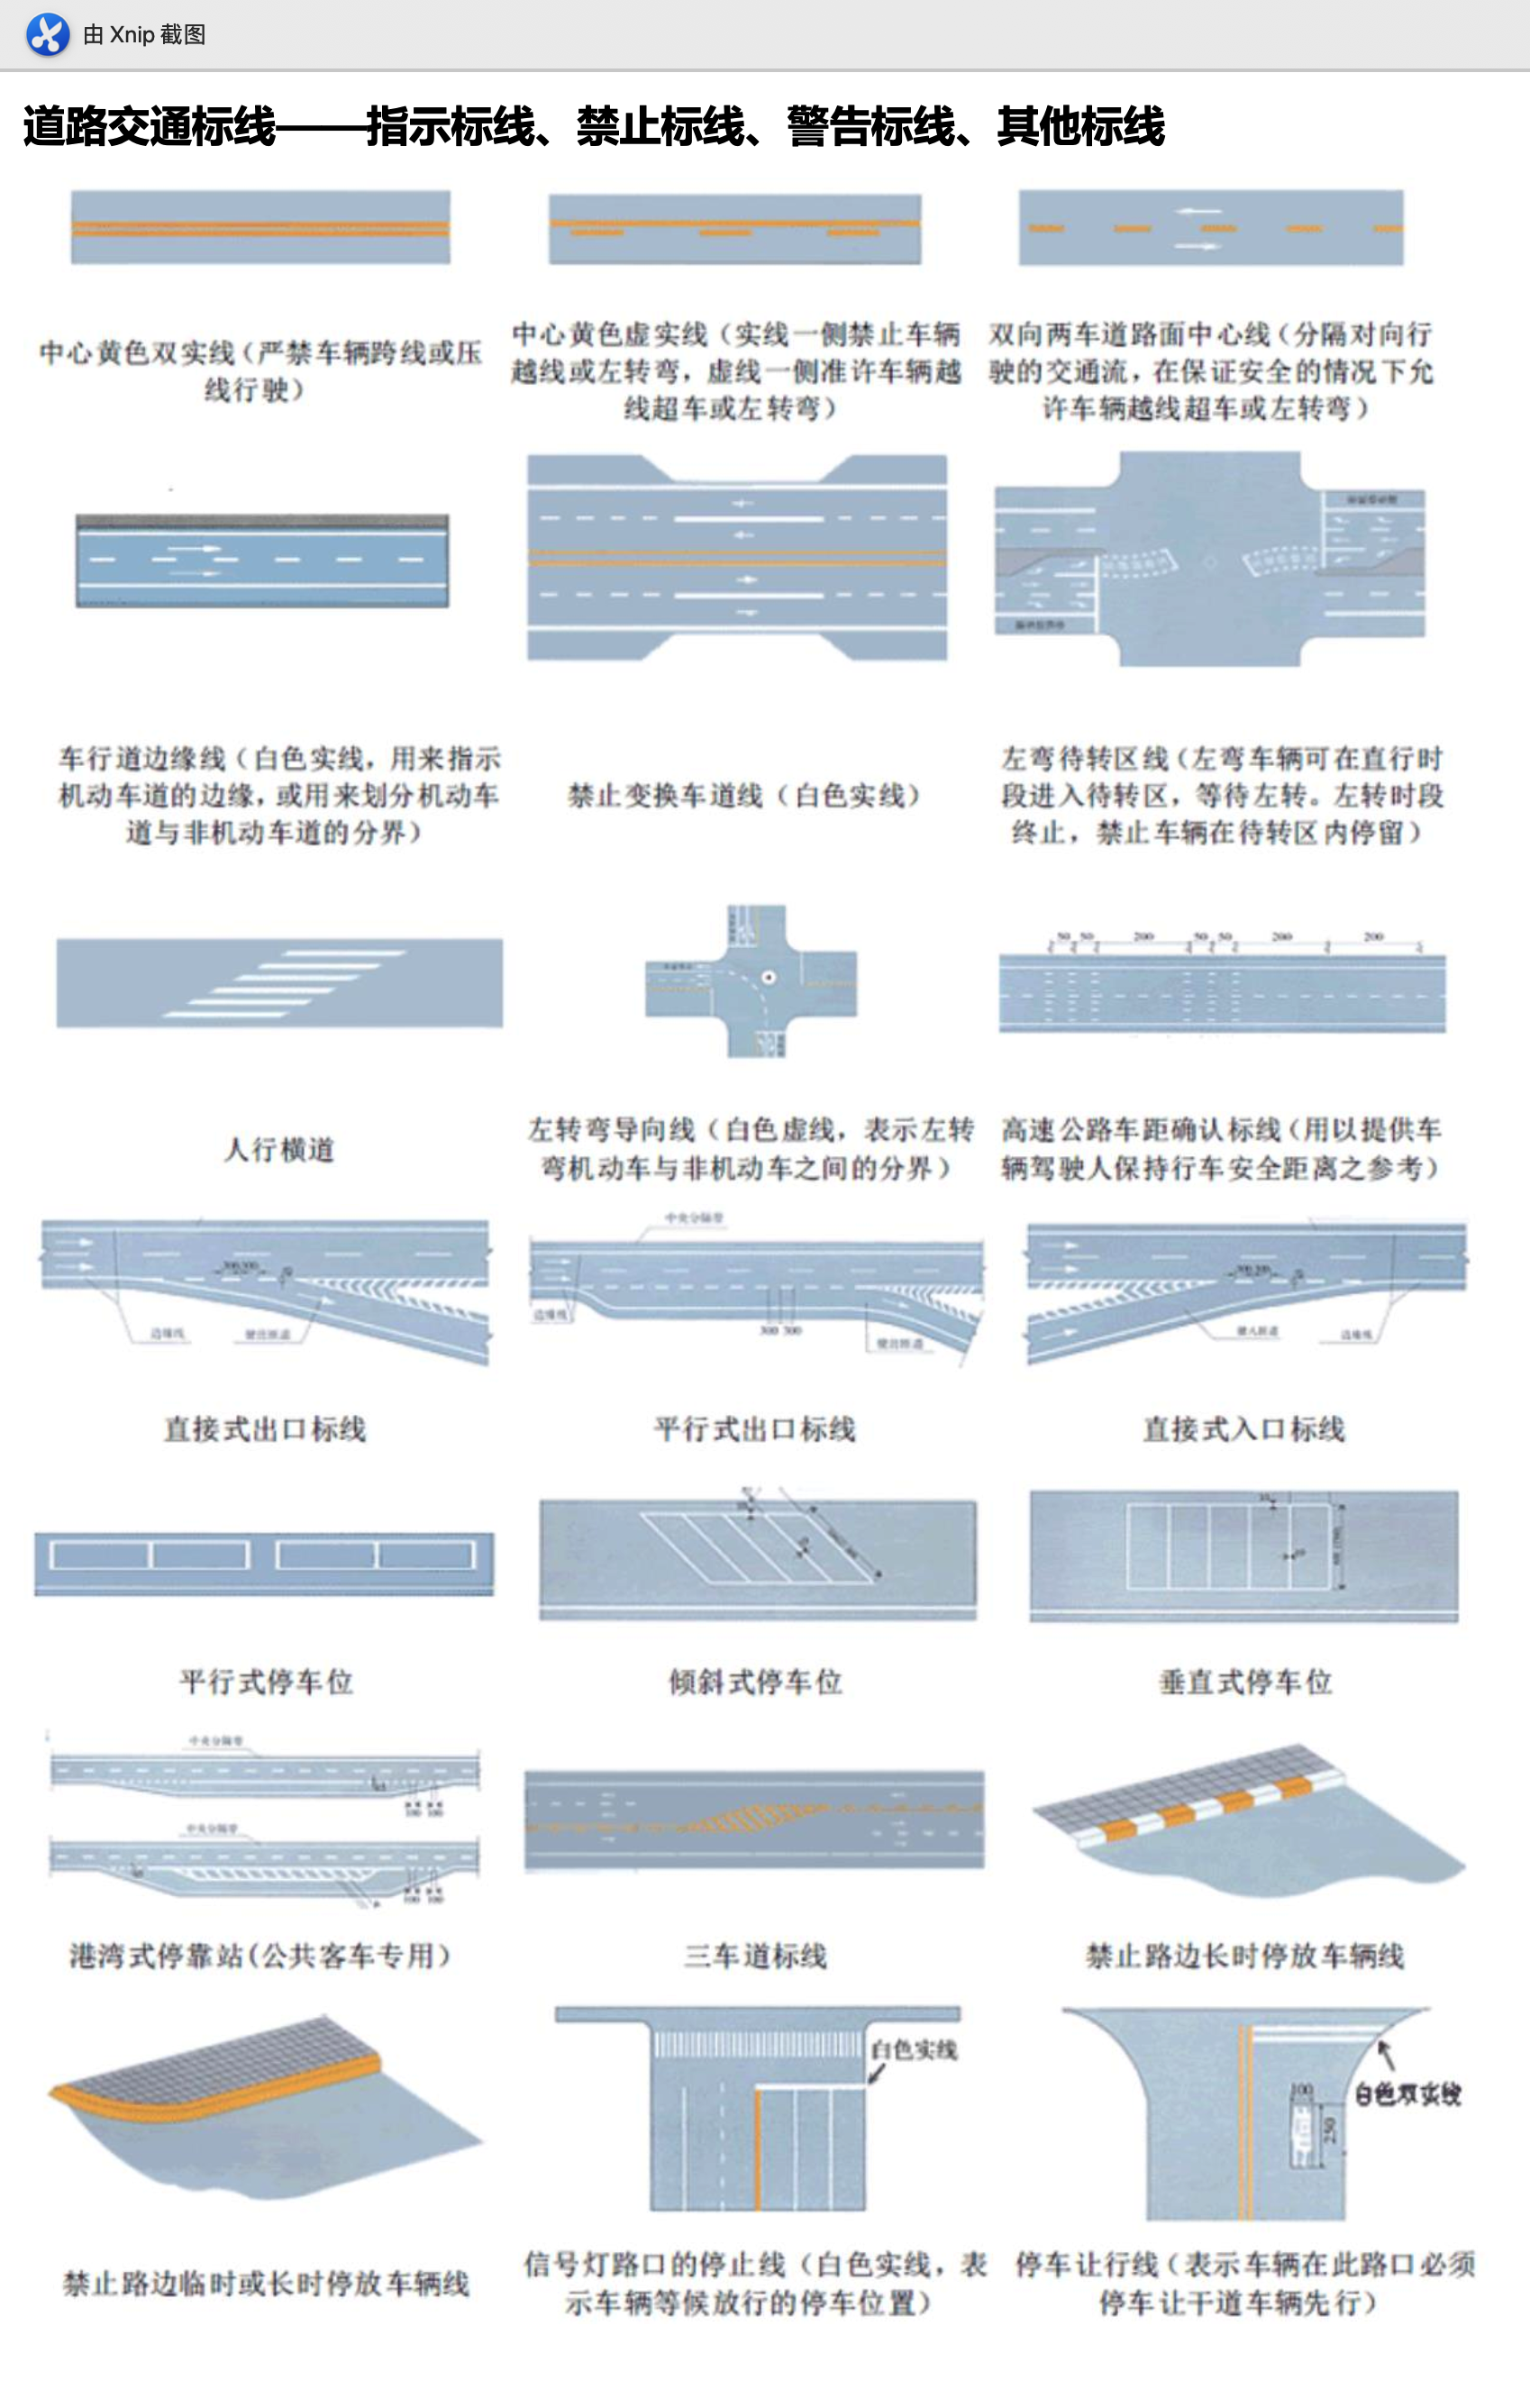 由 Xnip 截图
道路交通标线——指示标线、禁止标线、警告标线、其他标线
中心黄色双实线（严禁车辆跨线或压
线行驶）
中心黄色虚实线（实线一侧禁止车辆
越线或左转弯，虚线一侧准许车辆越
线超车或左转弯）
双向两车道路面中心线（分隔对向行
驶的交通流，在保证安全的情况下允
许车辆越线超车或左转弯）
车行道边缘线（白色实线，用来指示
机动车道的边缘，或用来划分机动车
道与非机动车道的分界）
禁止变换车道线（白色实线）
左弯待转区线（左弯车辆可在直行时
段进入待转区，等待左转。左转时段
终止，禁止车辆在待转区内停留）
50 50 200 50 50 200 200
人行横道
左转弯导向线（白色虚线，表示左转
弯机动车与非机动车之间的分界）
高速公路车距确认标线（用以提供车
辆驾驶人保持行车安全距离之参考）
中央分隔带
边缘线
驶出匝道
边缘线
300 300
驶出匝道
驶入匝道
边缘线
直接式出口标线
平行式出口标线
直接式入口标线
平行式停车位
倾斜式停车位
垂直式停车位
中央分隔带
100 100
中央分隔带
100 100
港湾式停靠站(公共客车专用）
三车道标线
禁止路边长时停放车辆线
白色实线
白色双实线
100
250
禁止路边临时或长时停放车辆线
信号灯路口的停止线（白色实线，表
示车辆等候放行的停车位置）
停车让行线（表示车辆在此路口必须
停车让干道车辆先行）